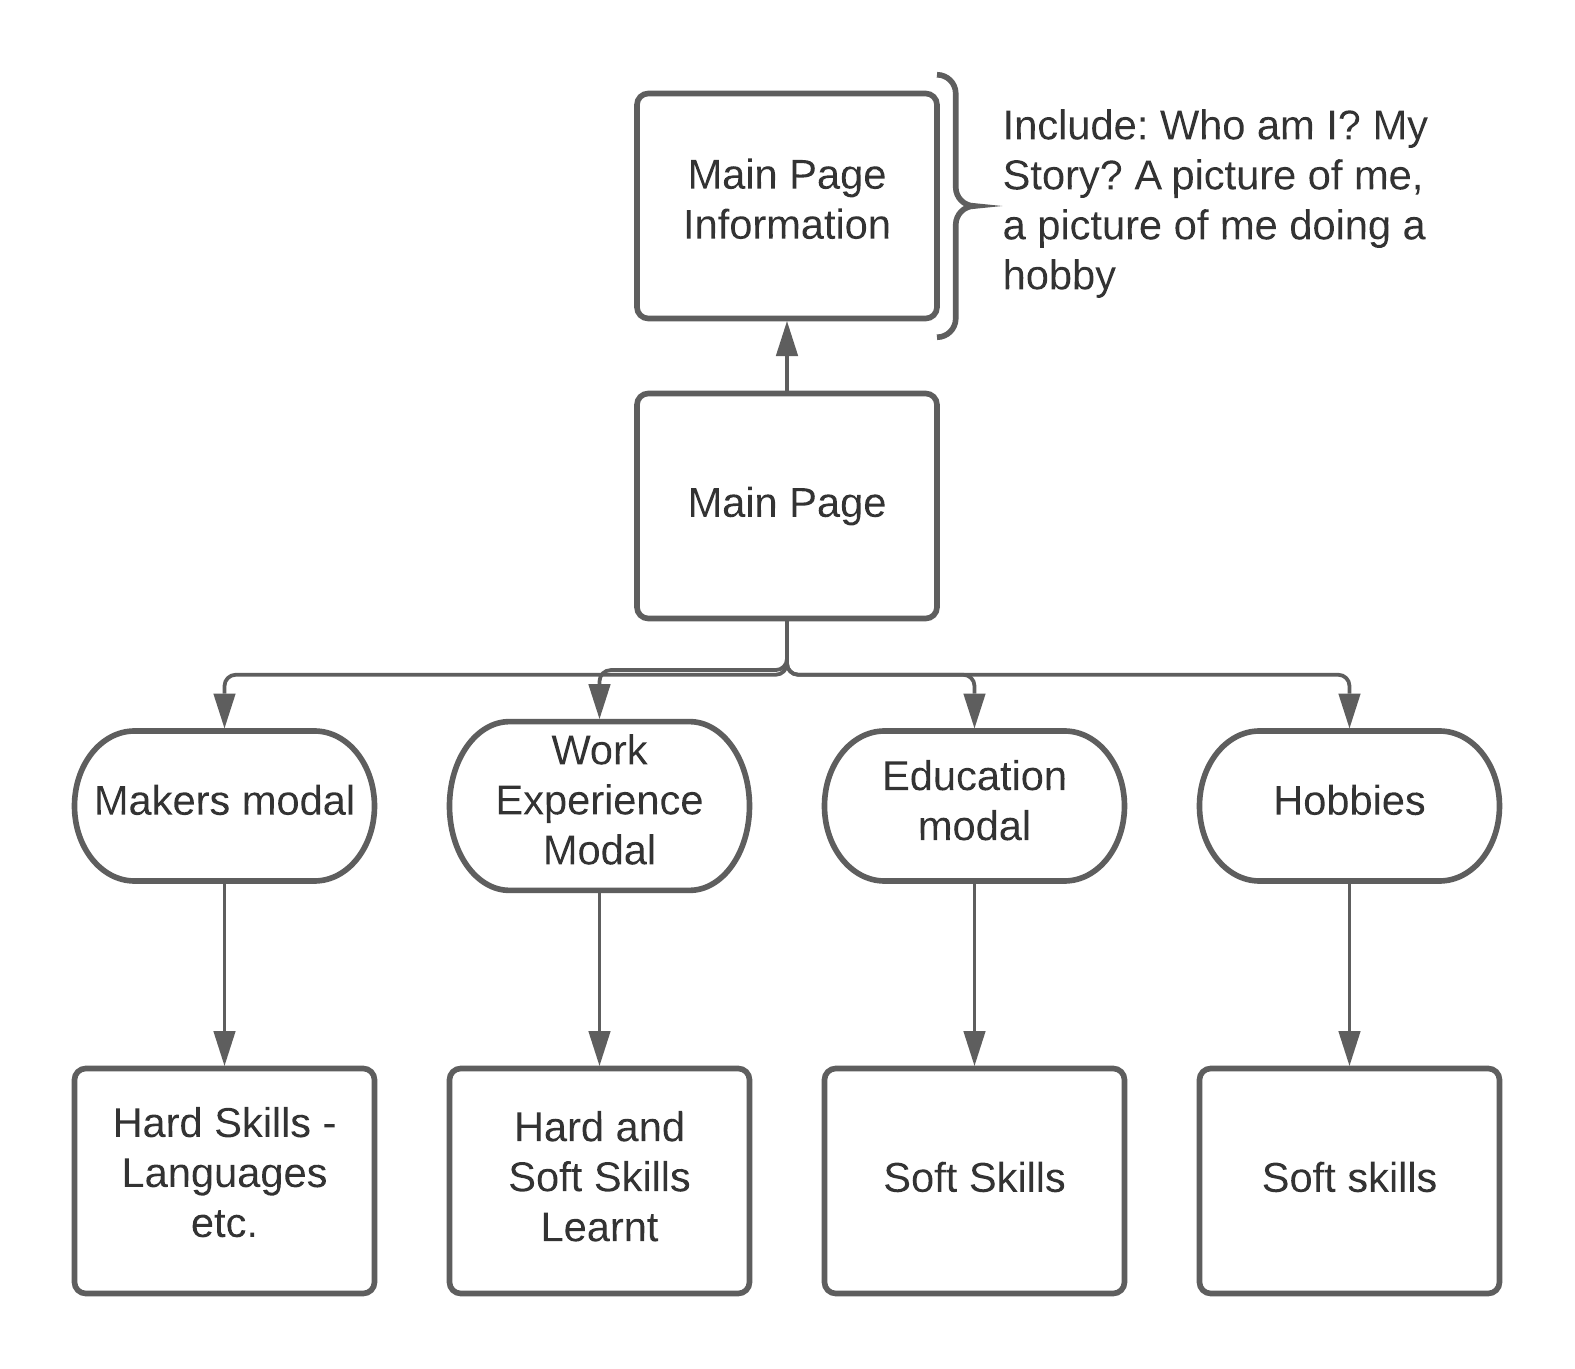 Main Page
Information
Include: Who am I? My
Story? A picture of me,
a picture of me doing a
hobby
Main Page
Makers modal
Work
Experience
Modal
Education
modal
Hobbies
Hard Skills -
Languages
etc.
Hard and
Soft Skills
Learnt
Soft Skills
Soft skills